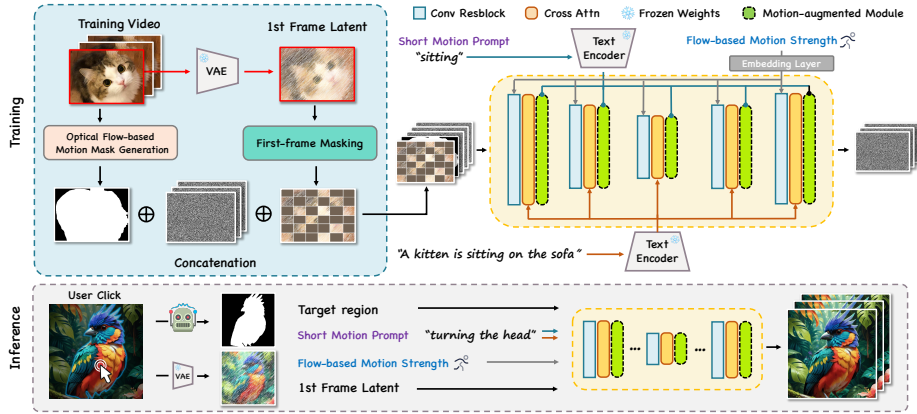 Training
Training Video
1st Frame Latent
VAE
Optical Flow-based
Motion Mask Generation
First-frame Masking
Concatenation
Conv Resblock
Cross Attn
Frozen Weights
Motion-augmented Module
Short Motion Prompt
"sitting"
Text
Encoder
Flow-based Motion Strength
Embedding Layer
"A kitten is sitting on the sofa"
Text
Encoder
Inference
User Click
VAE
Target region
Short Motion Prompt
"turning the head"
Flow-based Motion Strength
1st Frame Latent
...
...